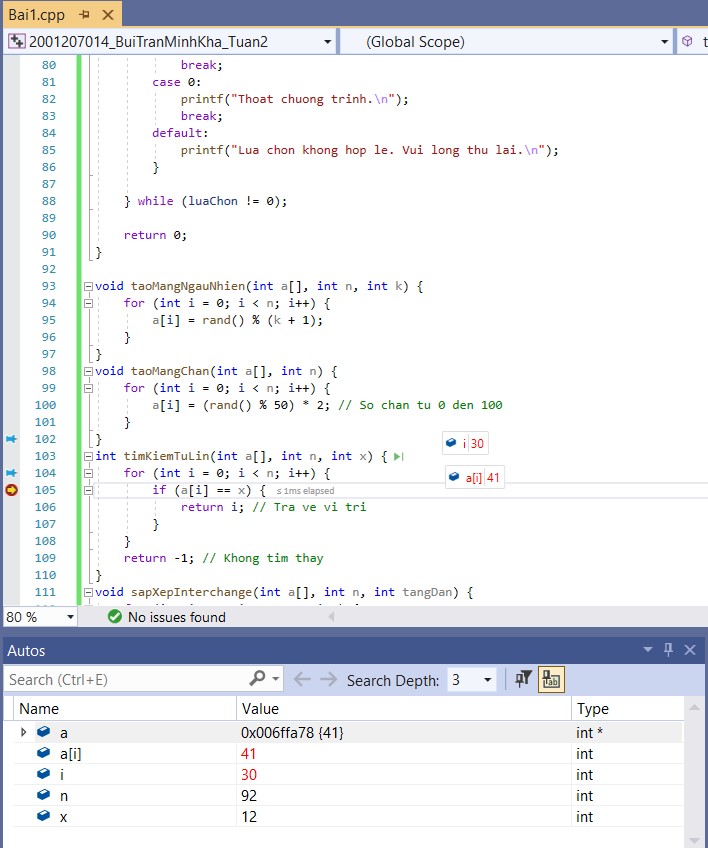 Bai1.cpp
2001207014_BuiTranMinhKha_Tuan2 (Global Scope) t
80 break;
81 case 0:
82 printf("Thoat chuong trinh.\n");
83 break;
84 default:
85 printf("Lua chon khong hop le. Vui long thu lai.\n");
86 }
87
88 } while (luaChon != 0);
89
90 return 0;
91 }
92
93 void taoMangNgauNhien(int a[], int n, int k) {
94 for (int i = 0; i < n; i++) {
95 a[i] = rand() % (k + 1);
96 }
97 }
98 void taoMangChan(int a[], int n) {
99 for (int i = 0; i < n; i++) {
100 a[i] = (rand() % 50) * 2; // So chan tu 0 den 100
101 }
102 }
i 30
103 int timKiemTuLin(int a[], int n, int x) {
104 for (int i = 0; i < n; i++) {
a[i] 41
105 if (a[i] == x) { ≤ 1ms elapsed
106 return i; // Tra ve vi tri
107 }
108 }
109 return -1; // Khong tim thay
110 }
111 void sapXepInterchange(int a[], int n, int tangDan) {
80 % No issues found
Autos
Search (Ctrl+E) Search Depth: 3
Name Value Type
a 0x006ffa78 {41} int *
a[i] 41 int
i 30 int
n 92 int
x 12 int